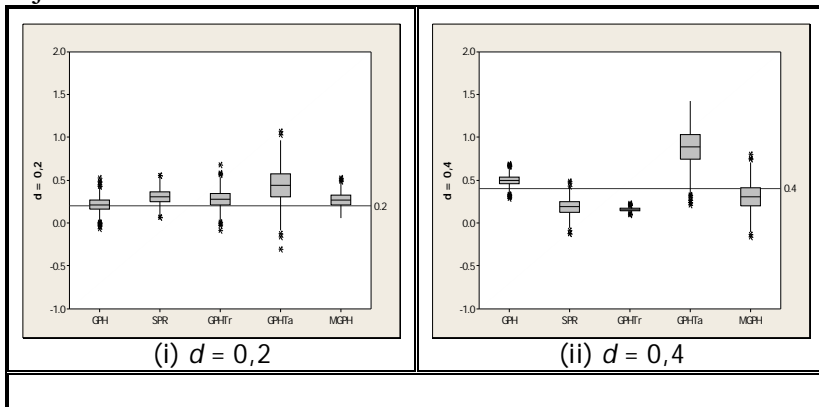 2.0
1.5
1.0
0.5
0.0
-0.5
-1.0
d = 0,2
0.2
GPH SPR GPHTr GPHTa MGPH
(i) d = 0,2
2.0
1.5
1.0
0.5
0.0
-0.5
-1.0
d = 0,4
0.4
GPH SPR GPHTr GPHTa MGPH
(ii) d = 0,4